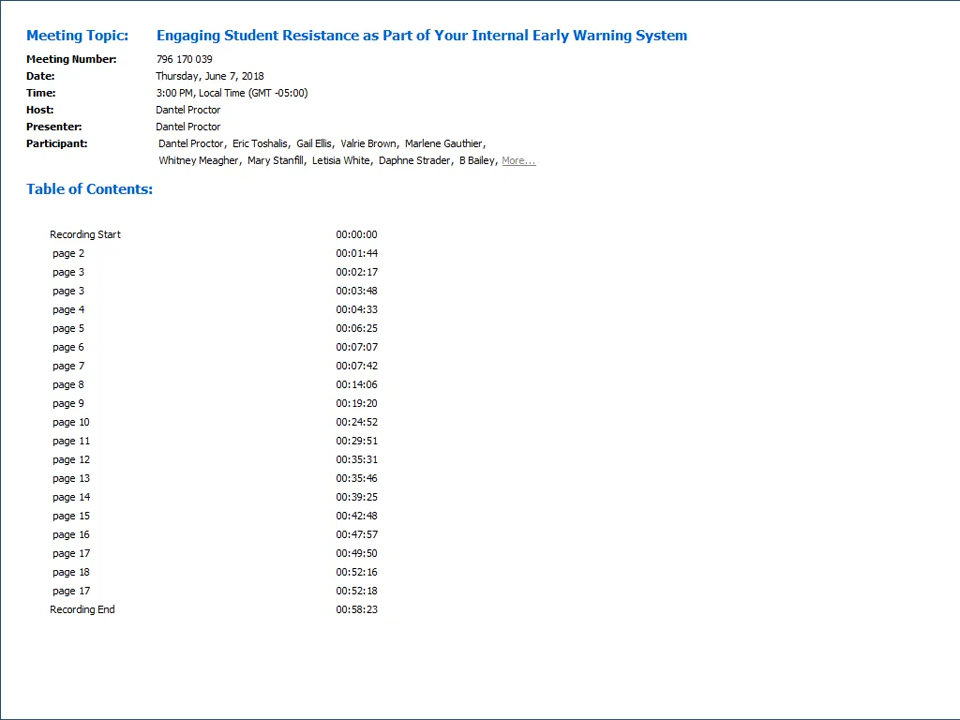 Meeting Topic: Engaging Student Resistance as Part of Your Internal Early Warning System
Meeting Number: 796 170 039
Date: Thursday, June 7, 2018
Time: 3:00 PM, Local Time (GMT -05:00)
Host: Dantel Proctor
Presenter: Dantel Proctor
Participant: Dantel Proctor, Eric Toshalis, Gail Ellis, Valrie Brown, Marlene Gauthier,
Whitney Meagher, Mary Stanfill, Letisia White, Daphne Strader, B Bailey, More...
Table of Contents:
Recording Start 00:00:00
page 2 00:01:44
page 3 00:02:17
page 3 00:03:48
page 4 00:04:33
page 5 00:06:25
page 6 00:07:07
page 7 00:07:42
page 8 00:14:06
page 9 00:19:20
page 10 00:24:52
page 11 00:29:51
page 12 00:35:31
page 13 00:35:46
page 14 00:39:25
page 15 00:42:48
page 16 00:47:57
page 17 00:49:50
page 18 00:52:16
page 17 00:52:18
Recording End 00:58:23